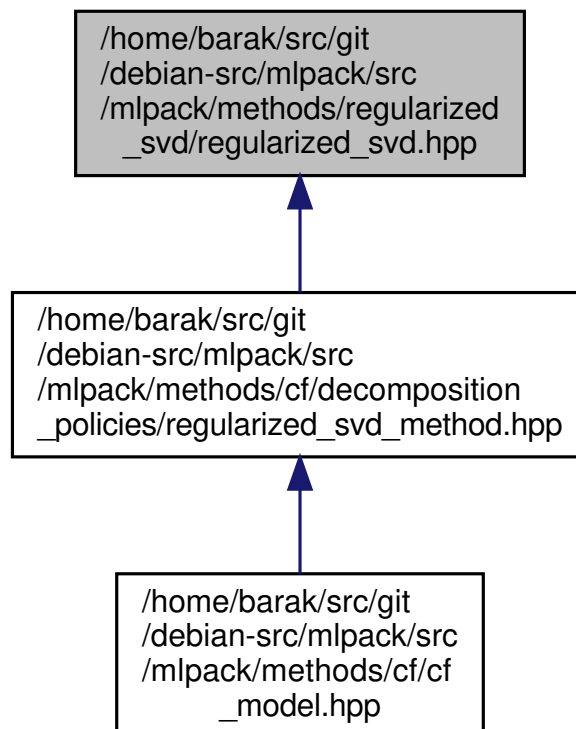 /home/barak/src/git
/debian-src/mlpack/src
/mlpack/methods/regularized
_svd/regularized_svd.hpp
/home/barak/src/git
/debian-src/mlpack/src
/mlpack/methods/cf/decomposition
_policies/regularized_svd_method.hpp
/home/barak/src/git
/debian-src/mlpack/src
/mlpack/methods/cf/cf
_model.hpp